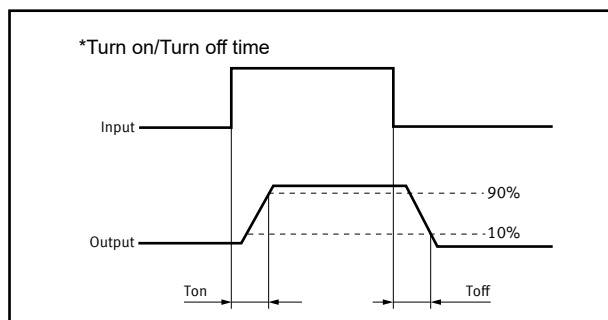 *Turn on/Turn off time
Input
90%
10%
Output
Ton
Toff